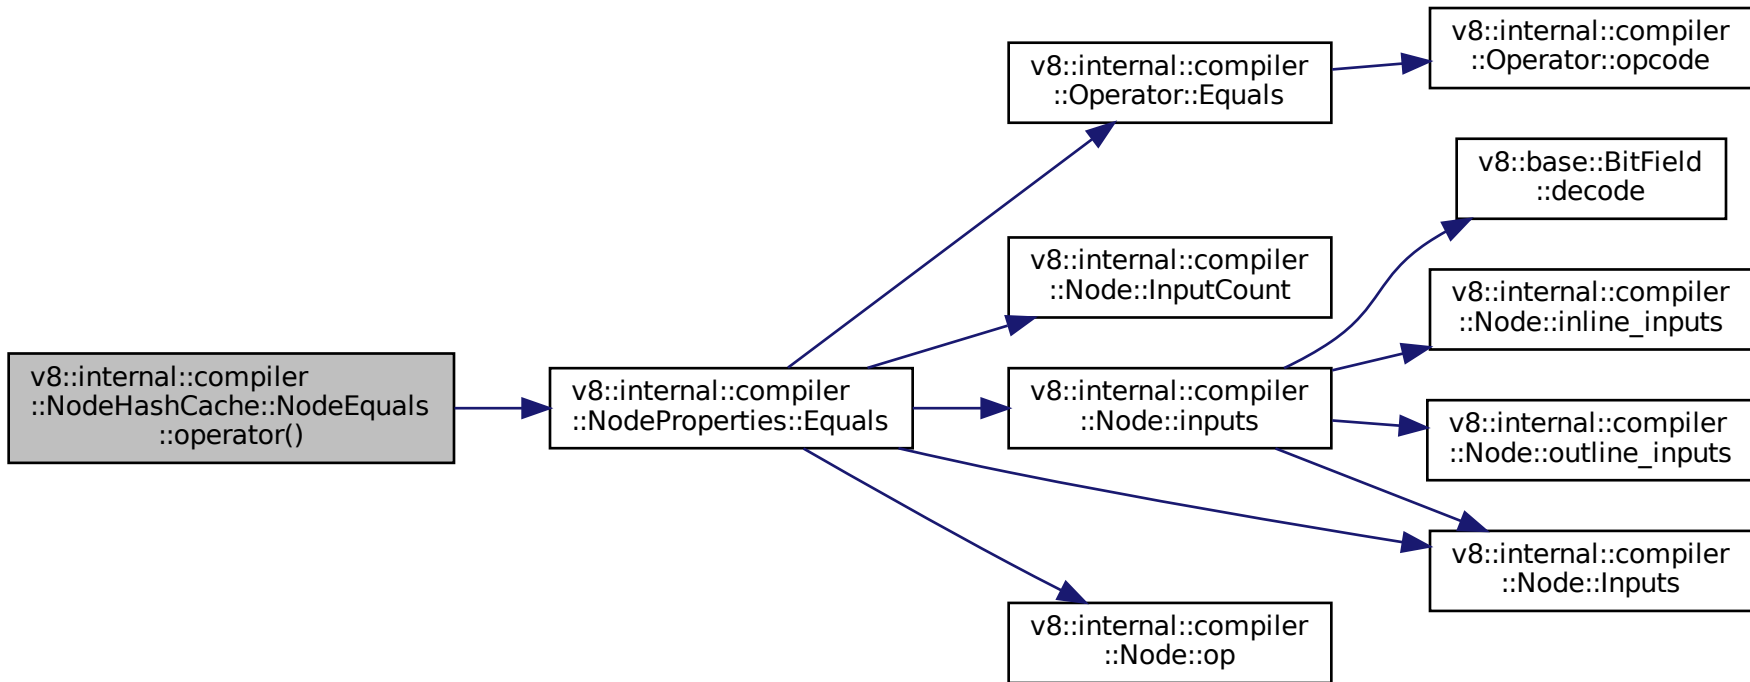 v8::internal::compiler
::NodeHashCache::NodeEquals
::operator()
v8::internal::compiler
::NodeProperties::Equals
v8::internal::compiler
::Operator::Equals
v8::internal::compiler
::Operator::opcode
v8::internal::compiler
::Node::InputCount
v8::internal::compiler
::Node::inputs
v8::base::BitField
::decode
v8::internal::compiler
::Node::inline_inputs
v8::internal::compiler
::Node::outline_inputs
v8::internal::compiler
::Node::Inputs
v8::internal::compiler
::Node::op